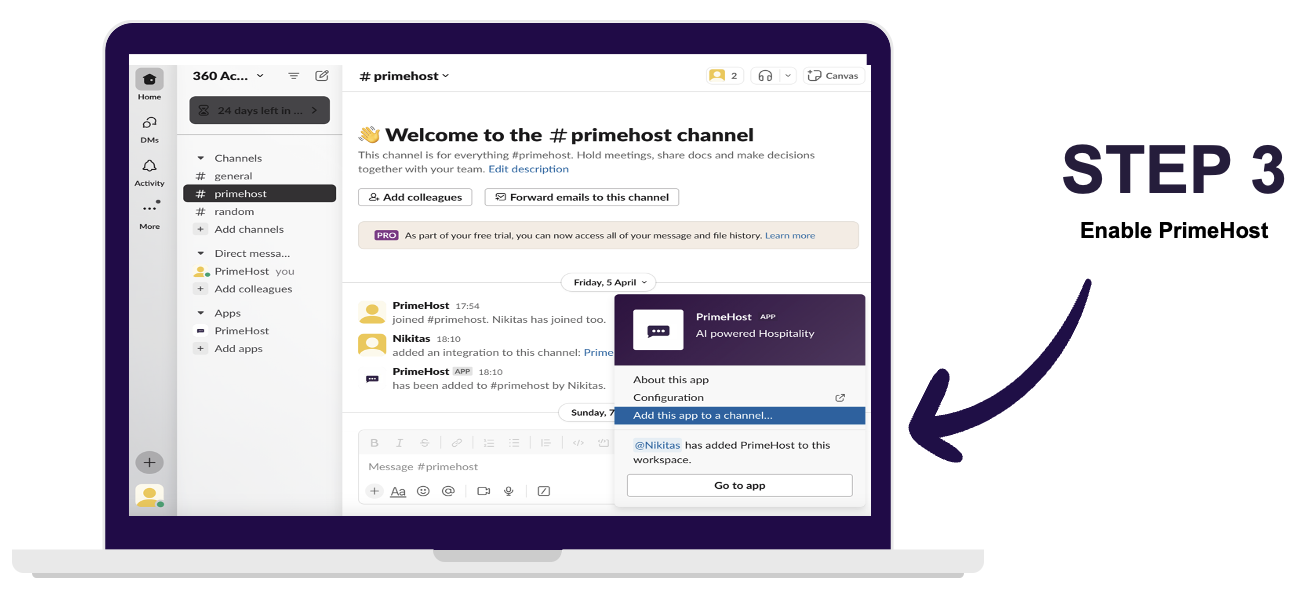 360 Ac...
# primehost
2
Canvas
Home
24 days left in ...
DMs
Activity
More
Channels
# general
# primehost
# random
+ Add channels
Direct messa...
PrimeHost you
+ Add colleagues
Apps
PrimeHost
+ Add apps
👋 Welcome to the # primehost channel
This channel is for everything #primehost. Hold meetings, share docs and make decisions
together with your team. Edit description
Add colleagues
Forward emails to this channel
PRO As part of your free trial, you can now access all of your message and file history. Learn more
Friday, 5 April
PrimeHost 17:54
joined #primehost. Nikitas has joined too.
Nikitas 18:10
added an integration to this channel: Prime
PrimeHost APP 18:10
has been added to #primehost by Nikitas.
Sunday, 7
B I S
Message #primehost
+ Aa @
PrimeHost APP
AI powered Hospitality
About this app
Configuration
Add this app to a channel...
@Nikitas has added PrimeHost to this
workspace.
Go to app
STEP 3
Enable PrimeHost